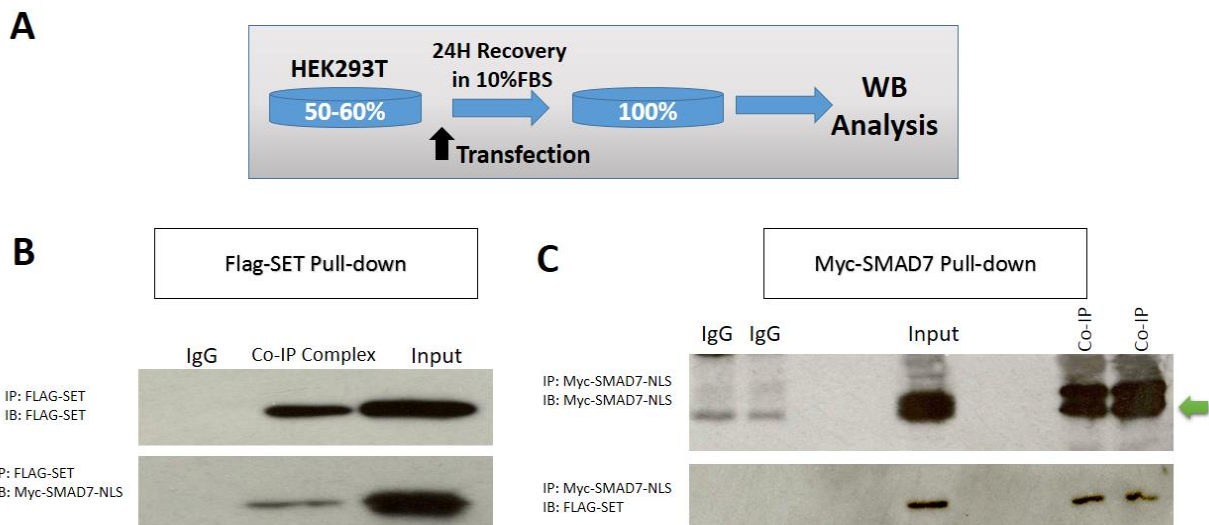 A
HEK293T
50-60%
24H Recovery
in 10%FBS
Transfection
100%
WB
Analysis
B
Flag-SET Pull-down
IgG Co-IP Complex Input
IP: FLAG-SET
IB: FLAG-SET
P: FLAG-SET
B: Myc-SMAD7-NLS
C
Myc-SMAD7 Pull-down
IgG IgG Input Co-IP Co-IP
IP: Myc-SMAD7-NLS
IB: Myc-SMAD7-NLS
IP: Myc-SMAD7-NLS
IB: FLAG-SET